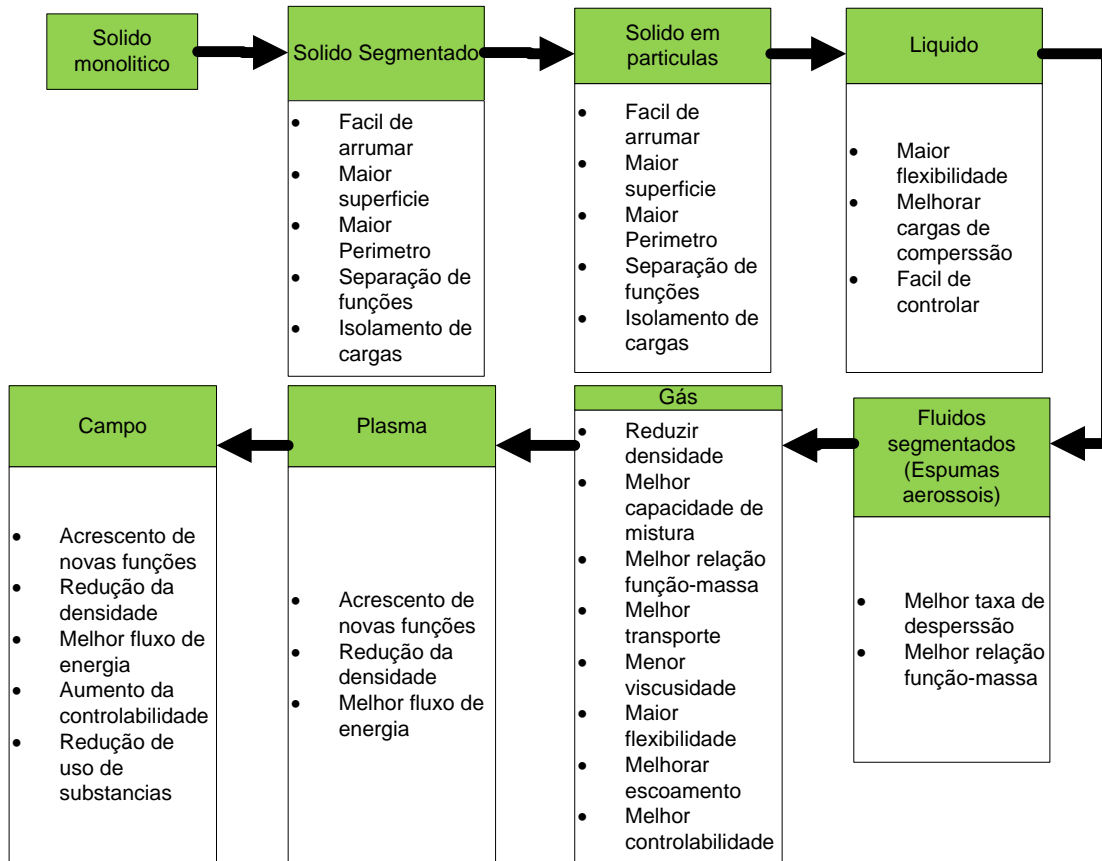 Solido
monolitico
Solido Segmentado
• Facil de
arrumar
• Maior
superficie
• Maior
Perimetro
• Separação de
funções
• Isolamento de
cargas
Solido em
particulas
• Facil de
arrumar
• Maior
superficie
• Maior
Perimetro
• Separação de
funções
• Isolamento de
cargas
Liquido
• Maior
flexibilidade
• Melhorar
cargas de
comperssão
• Facil de
controlar
Fluidos
segmentados
(Espumas
aerossois)
• Melhor taxa de
desperssão
• Melhor relação
função-massa
Gás
• Reduzir
densidade
• Melhor
capacidade de
mistura
• Melhor relação
função-massa
• Melhor
transporte
• Menor
viscusidade
• Maior
flexibilidade
• Melhorar
escoamento
• Melhor
controlabilidade
Plasma
• Acrescento de
novas funções
• Redução da
densidade
• Melhor fluxo de
energia
Campo
• Acrescento de
novas funções
• Redução da
densidade
• Melhor fluxo de
energia
• Aumento da
controlabilidade
• Redução de
uso de
substancias